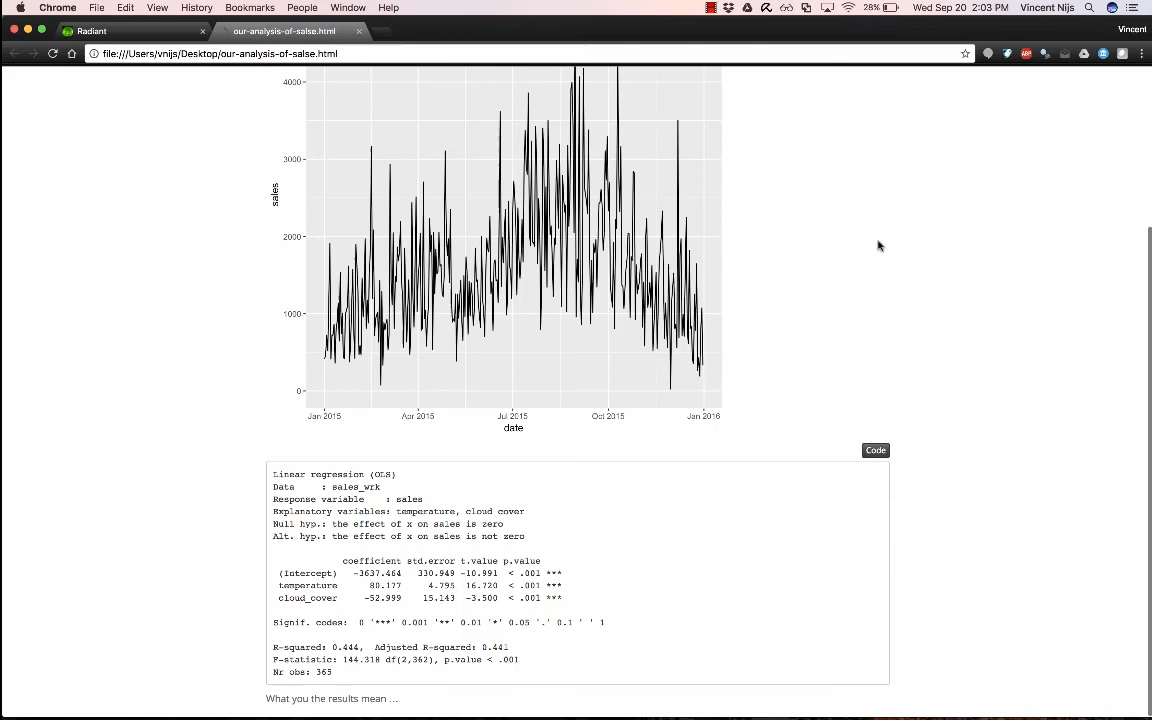 Chrome File Edit View History Bookmarks People Window Help 28% Wed Sep 20 2:03 PM Vincent Nijs
Radiant × our-analysis-of-salse.html × Vincent
file:///Users/vnijs/Desktop/our-analysis-of-salse.html
4000
3000
sales
2000
1000
0
Jan 2015 Apr 2015 Jul 2015 Oct 2015 Jan 2016
date
Code
Linear regression (OLS)
Data : sales_wrk
Response variable : sales
Explanatory variables: temperature, cloud cover
Null hyp.: the effect of x on sales is zero
Alt. hyp.: the effect of x on sales is not zero
coefficient std.error t.value p.value
(Intercept) -3637.464 330.949 -10.991 < .001 ***
temperature 80.177 4.795 16.720 < .001 ***
cloud_cover -52.999 15.143 -3.500 < .001 ***
Signif. codes: 0 '***' 0.001 '**' 0.01 '*' 0.05 '.' 0.1 ' ' 1
R-squared: 0.444, Adjusted R-squared: 0.441
F-statistic: 144.318 df(2,362), p.value < .001
Nr obs: 365
What you the results mean ...